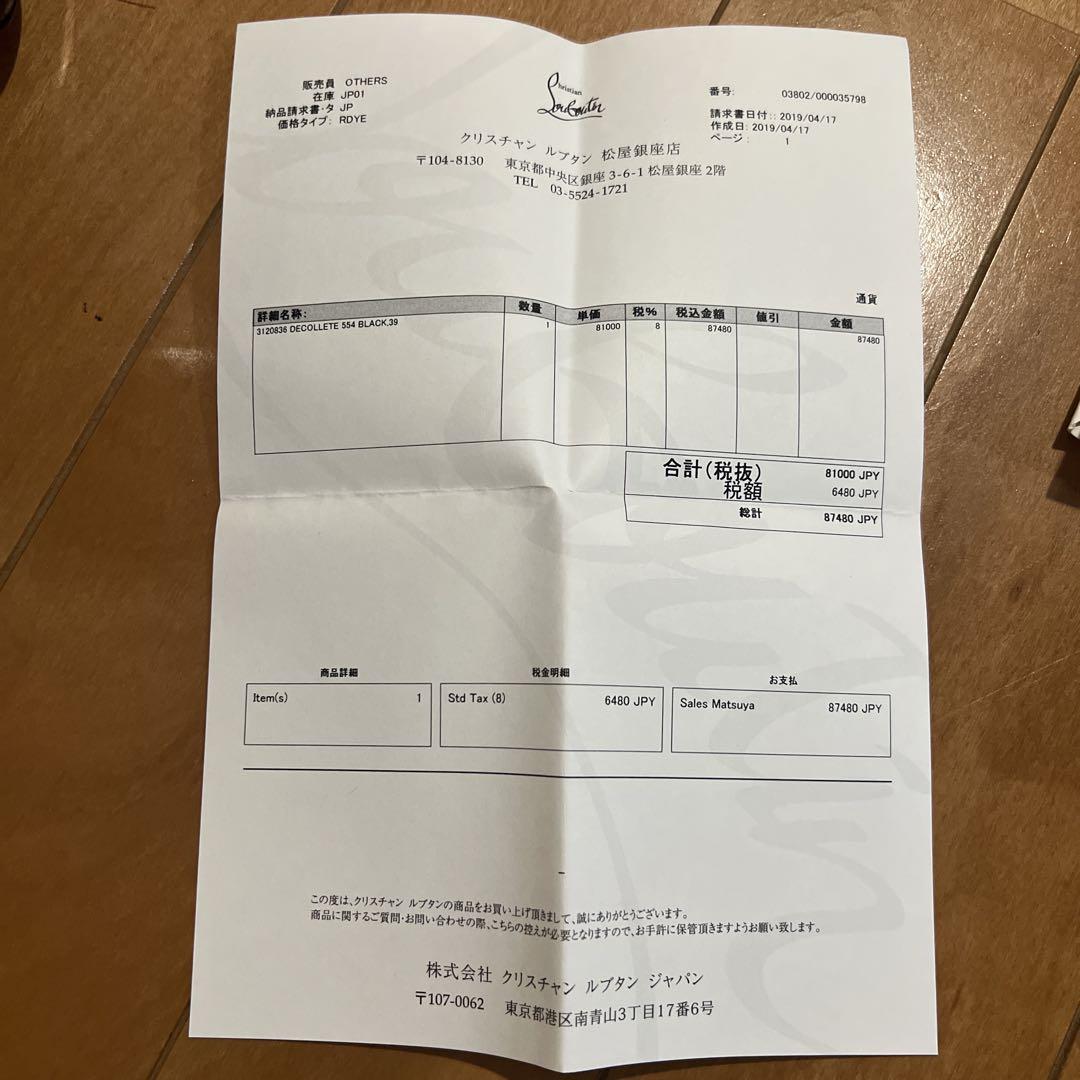 販売員 OTHERS
在庫 JP01
納品請求書・タ JP
価格タイプ: RDYE
Christian
Louboutin
番号: 03802/000035798
請求書日付:: 2019/04/17
作成日: 2019/04/17
ページ: 1
クリスチャン ルブタン 松屋銀座店
〒104-8130 東京都中央区銀座 3-6-1 松屋銀座 2階
TEL 03-5524-1721
通貨
詳細名称: 数量 単価 税% 税込金額 値引 金額
3120836 DECOLLETE 554 BLACK,39 1 81000 8 87480 87480
合計(税抜) 81000 JPY
税額 6480 JPY
総計 87480 JPY
商品詳細 税金明細 お支払
Item(s) 1 Std Tax (8) 6480 JPY Sales Matsuya 87480 JPY
この度は、クリスチャン ルブタンの商品をお買い上げ頂きまして、誠にありがとうございます。
商品に関するご質問・お問い合わせの際、こちらの控えが必要となりますので、お手許に保管頂きますようお願い致します。
株式会社 クリスチャン ルブタン ジャパン
〒107-0062 東京都港区南青山3丁目17番6号